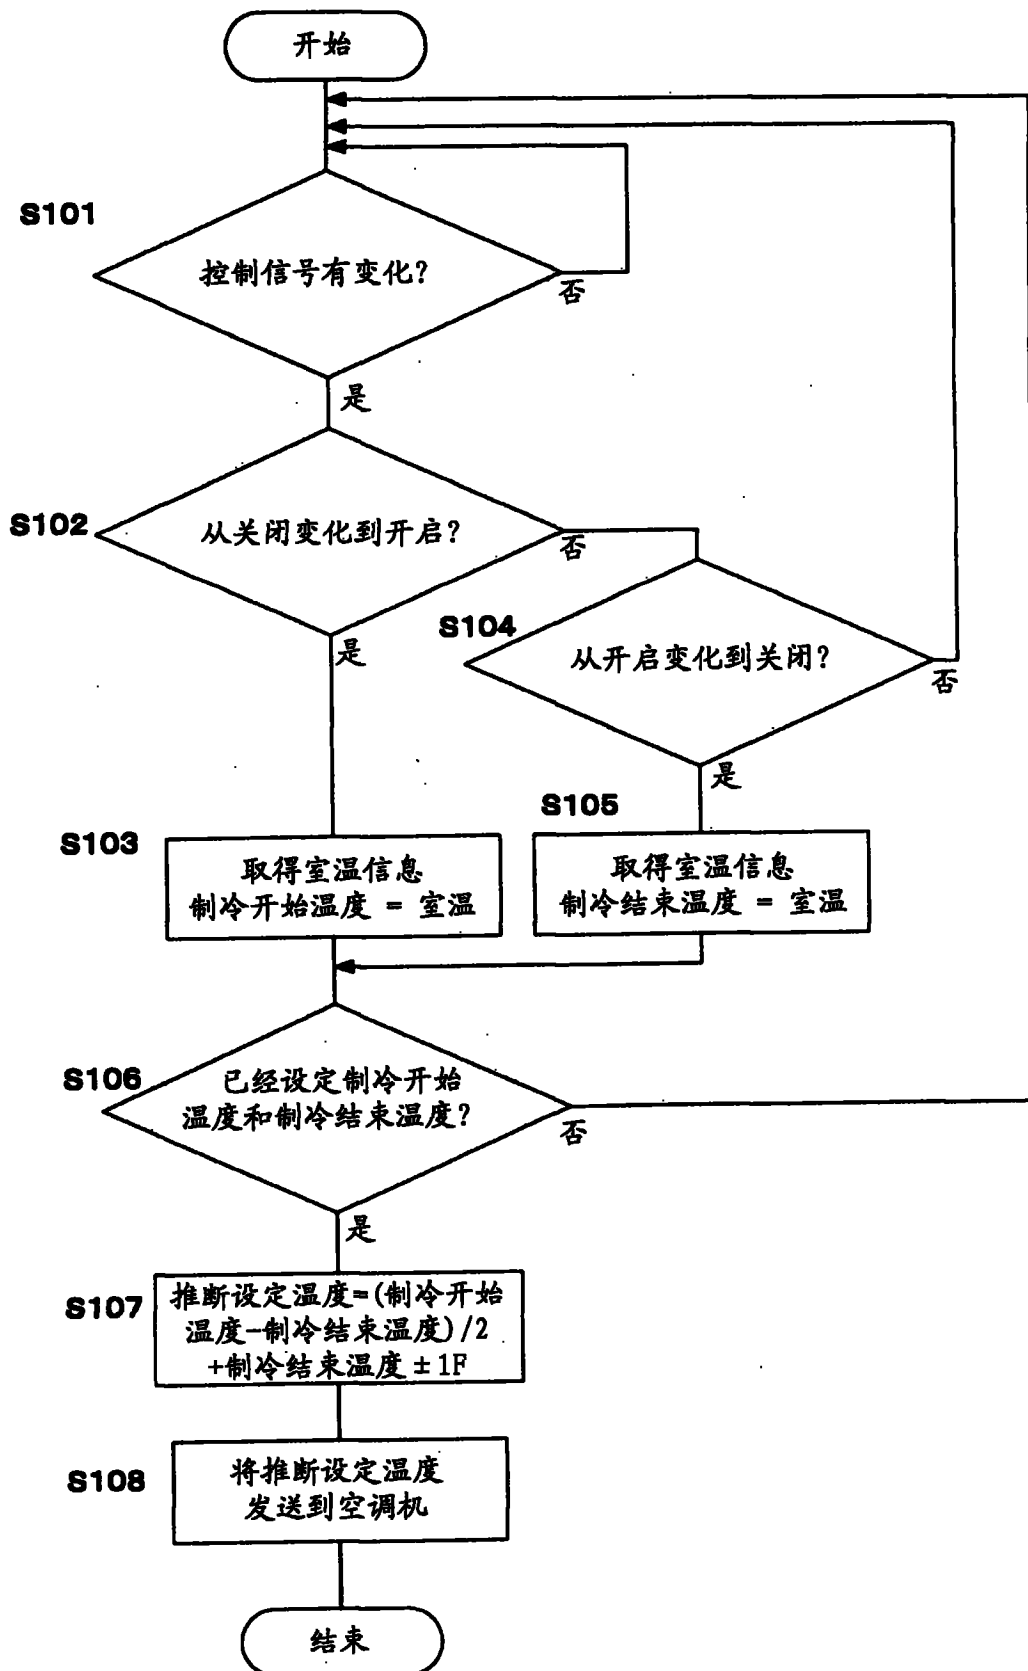 开始
S101
控制信号有变化?
否
是
S102
从关闭变化到开启?
否
是
S104
从开启变化到关闭?
否
是
S103
取得室温信息
制冷开始温度 = 室温
S105
取得室温信息
制冷结束温度 = 室温
S106
已经设定制冷开始
温度和制冷结束温度?
否
是
S107
推断设定温度=(制冷开始
温度-制冷结束温度)/2
+制冷结束温度±1F
S108
将推断设定温度
发送到空调机
结束